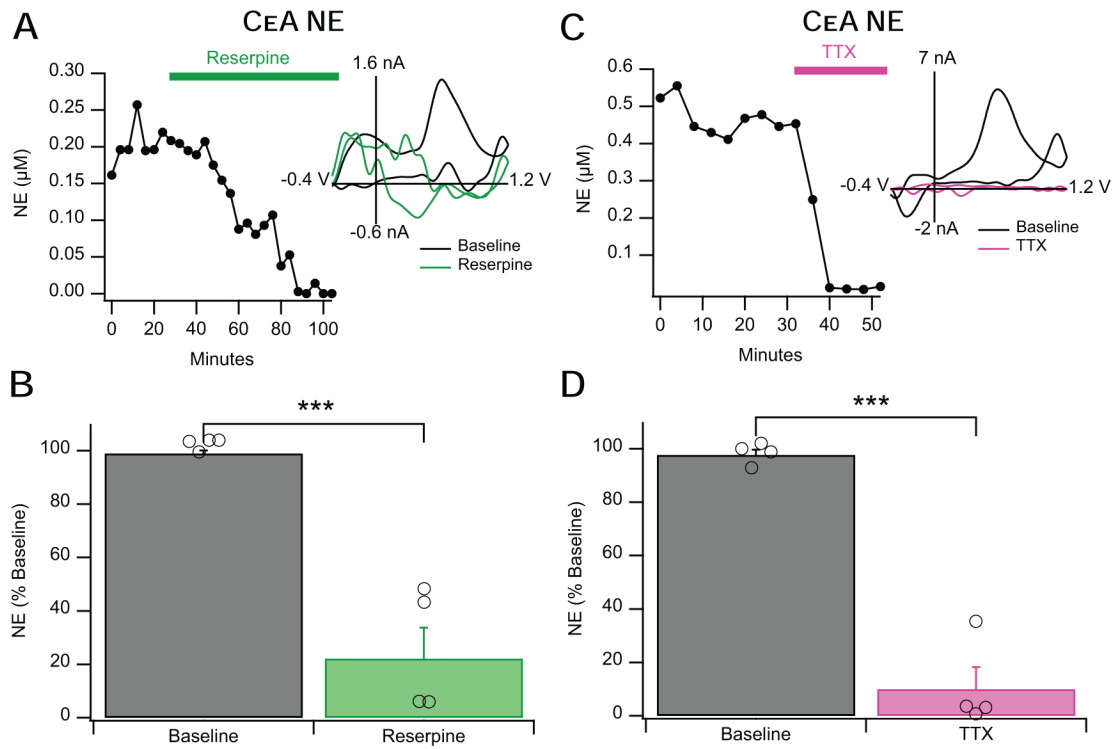 A
CEA NE
Reserpine
1.6 nA
0.30
0.25
0.20
0.15
0.10
0.05
0.00
NE (μM)
-0.4 V
1.2 V
-0.6 nA
Baseline
Reserpine
0 20 40 60 80 100
Minutes
C
CEA NE
TTX
7 nA
0.6
0.5
0.4
0.3
0.2
0.1
NE (μM)
-0.4 V
1.2 V
-2 nA
Baseline
TTX
0 10 20 30 40 50
Minutes
B
***
100
80
60
40
20
0
NE (% Baseline)
Baseline Reserpine
D
***
100
80
60
40
20
0
NE (% Baseline)
Baseline TTX